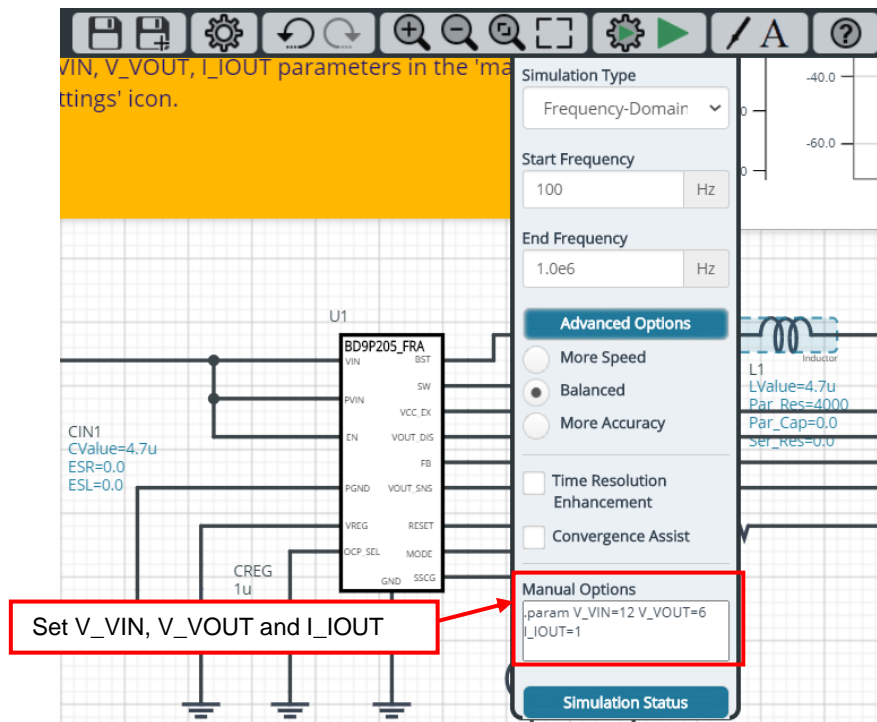 A
?
VIN, V_VOUT, I_IOUT parameters in the 'ma
ttings' icon.
Simulation Type
Frequency-Domain
Start Frequency
100 Hz
End Frequency
1.0e6 Hz
Advanced Options
More Speed
Balanced
More Accuracy
Time Resolution
Enhancement
Convergence Assist
Manual Options
.param V_VIN=12 V_VOUT=6
I_IOUT=1
Simulation Status
-40.0
-60.0
0
0
U1
BD9P205_FRA
VIN BST
SW
PVIN
VCC_EX
EN VOUT_DIS
FB
PGND VOUT_SNS
VREG RESET
OCP_SEL MODE
GND SSCG
CIN1
CValue=4.7u
ESR=0.0
ESL=0.0
CREG
1u
Inductor
L1
LValue=4.7u
Par_Res=4000
Par_Cap=0.0
Ser_Res=0.0
Set V_VIN, V_VOUT and I_IOUT